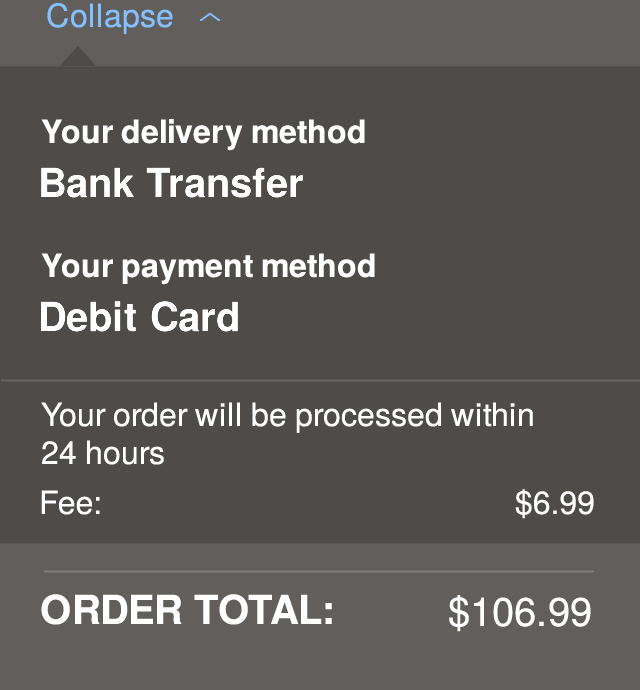 Collapse
Your delivery method
Bank Transfer
Your payment method
Debit Card
Your order will be processed within
24 hours
Fee: $6.99
ORDER TOTAL: $106.99